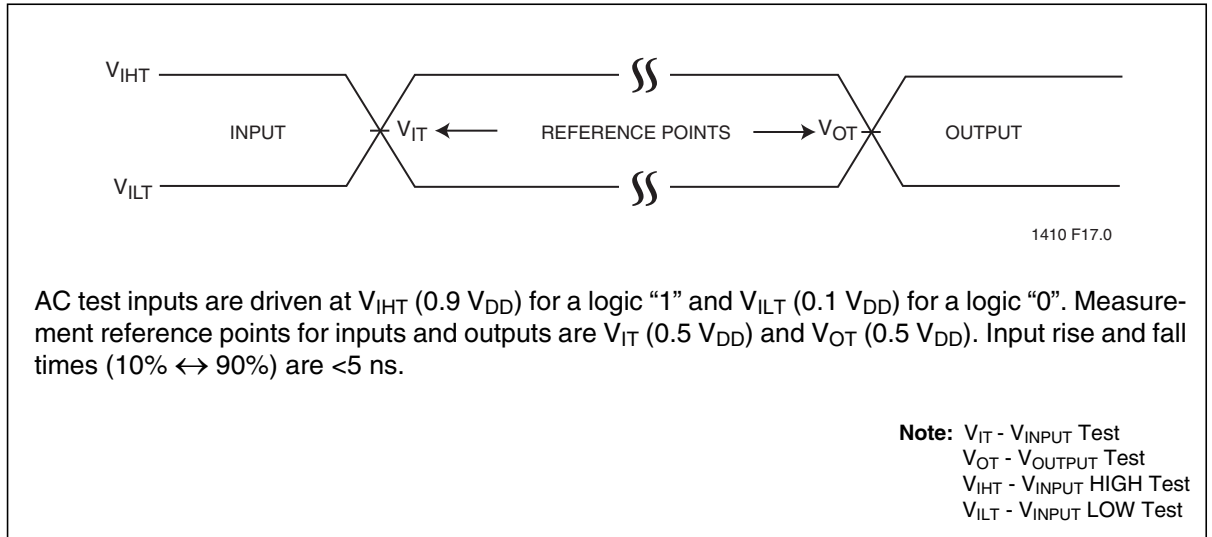 VIHT
INPUT
VIT
REFERENCE POINTS
VOT
OUTPUT
VILT
1410 F17.0
AC test inputs are driven at VIHT (0.9 VDD) for a logic “1” and VILT (0.1 VDD) for a logic “0”. Measure-
ment reference points for inputs and outputs are VIT (0.5 VDD) and VOT (0.5 VDD). Input rise and fall
times (10% ↔ 90%) are <5 ns.
Note: VIT - VINPUT Test
VOT - VOUTPUT Test
VIHT - VINPUT HIGH Test
VILT - VINPUT LOW Test